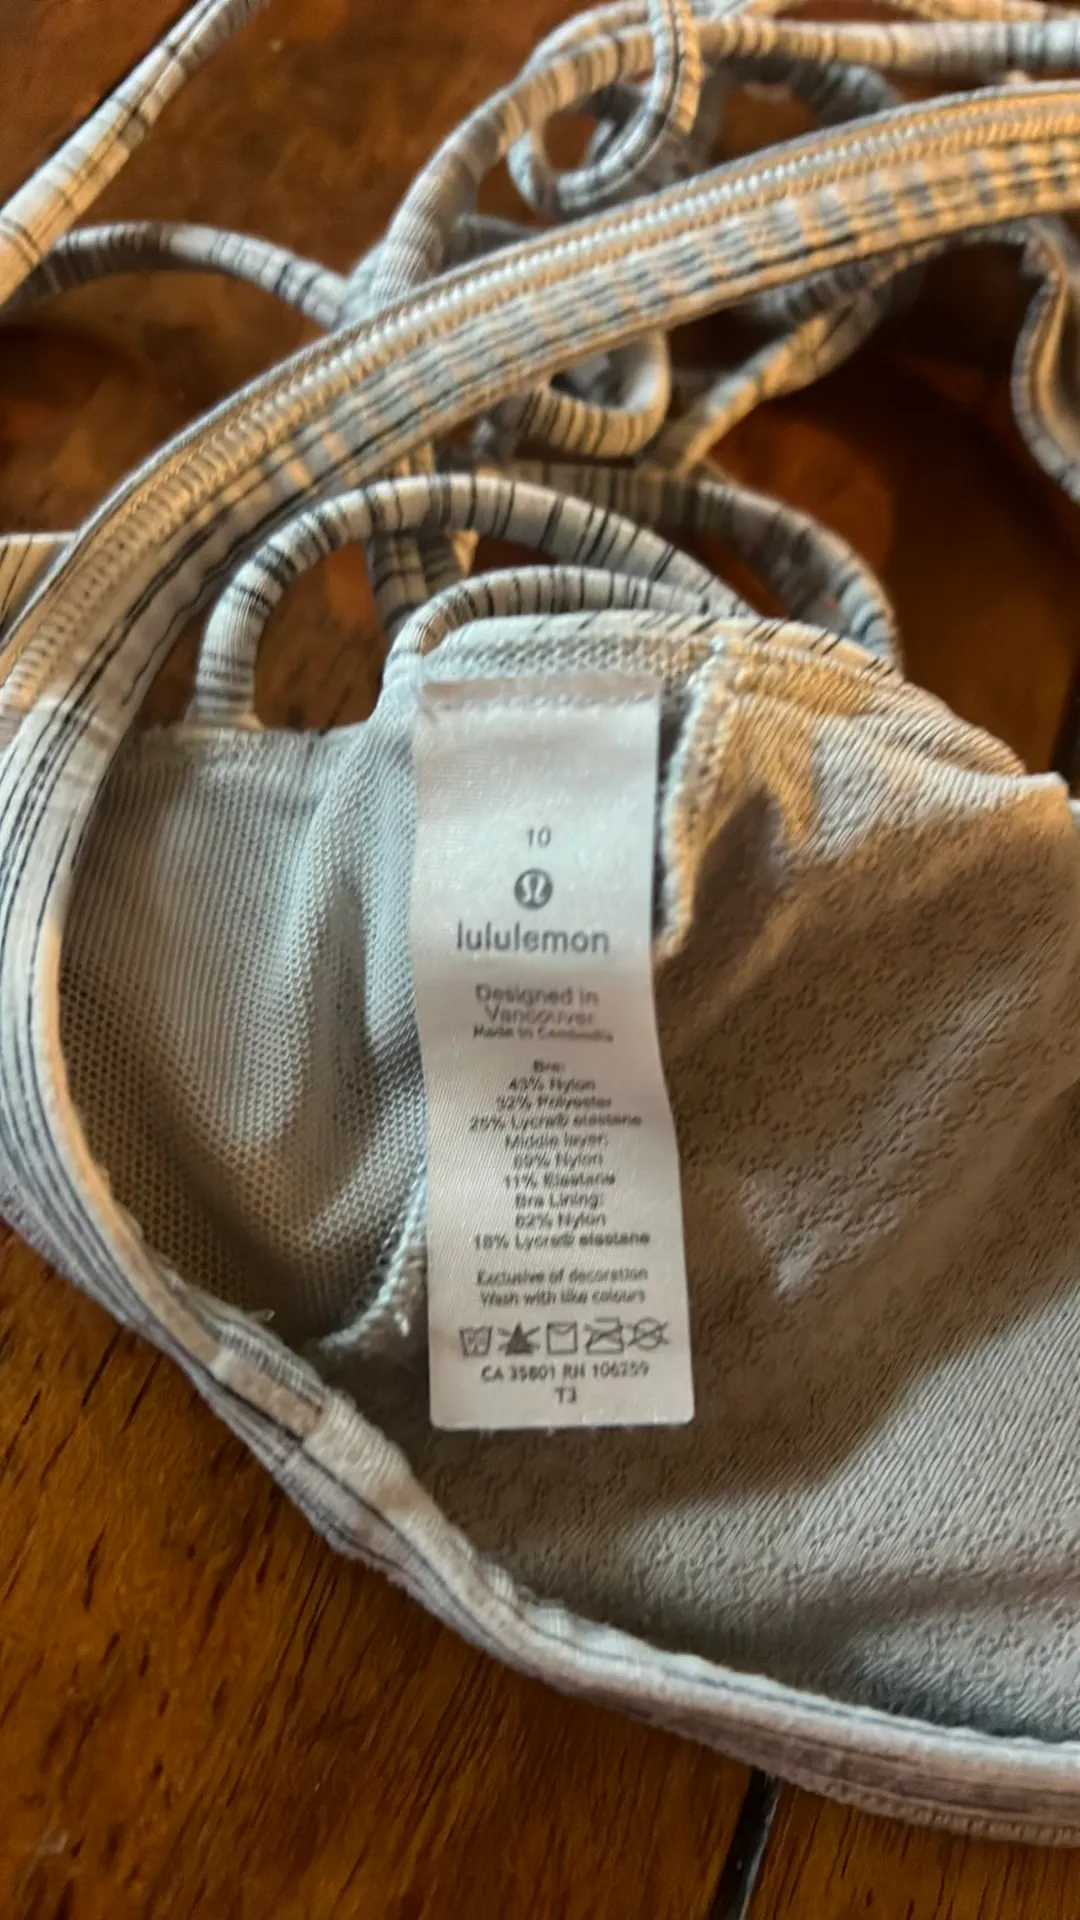 10
lululemon
Designed in
Vancouver
Made in Cambodia
Bra:
43% Nylon
32% Polyester
25% Lycra® elastane
Middle layer:
89% Nylon
11% Elastane
Bra Lining:
82% Nylon
18% Lycra® elastane
Exclusive of decoration
Wash with like colours
CA 35801 RN 106259